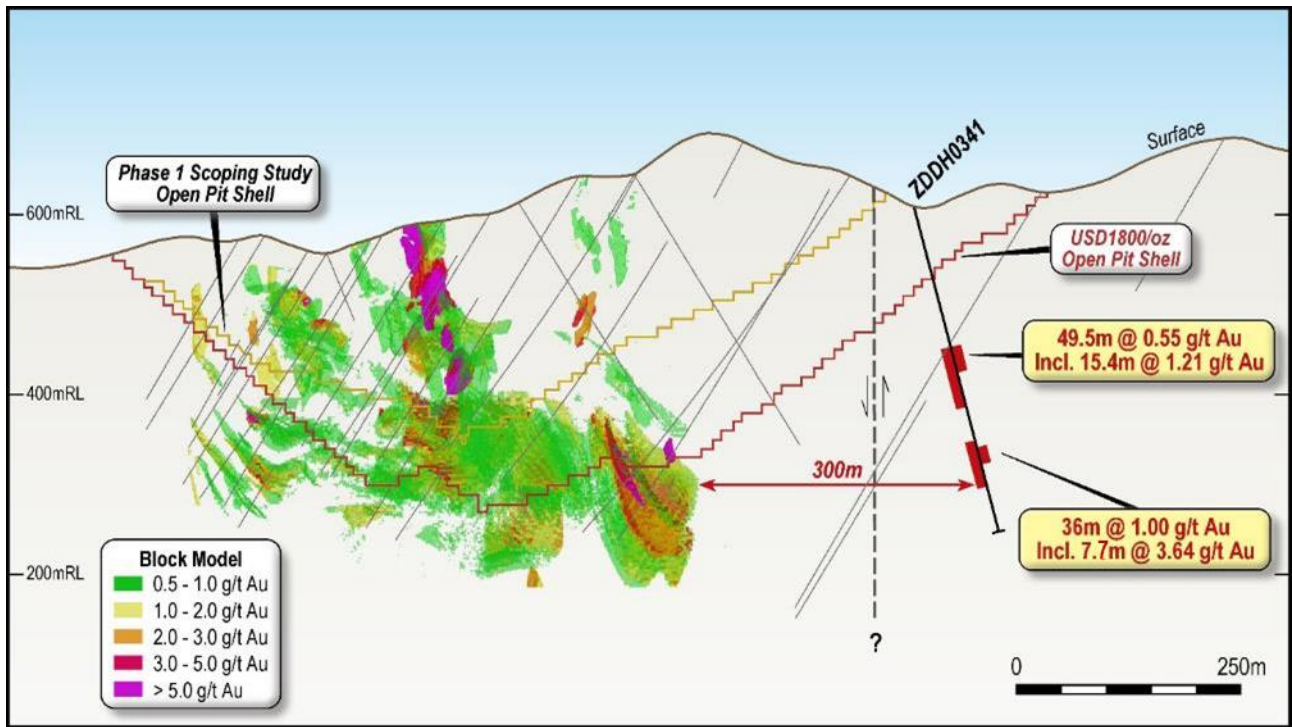 Phase 1 Scoping Study
Open Pit Shell
ZDDH0341
Surface
600mRL
USD1800/oz
Open Pit Shell
49.5m @ 0.55 g/t Au
Incl. 15.4m @ 1.21 g/t Au
400mRL
300m
36m @ 1.00 g/t Au
Incl. 7.7m @ 3.64 g/t Au
Block Model
0.5 - 1.0 g/t Au
1.0 - 2.0 g/t Au
2.0 - 3.0 g/t Au
3.0 - 5.0 g/t Au
> 5.0 g/t Au
200mRL
?
0 250m